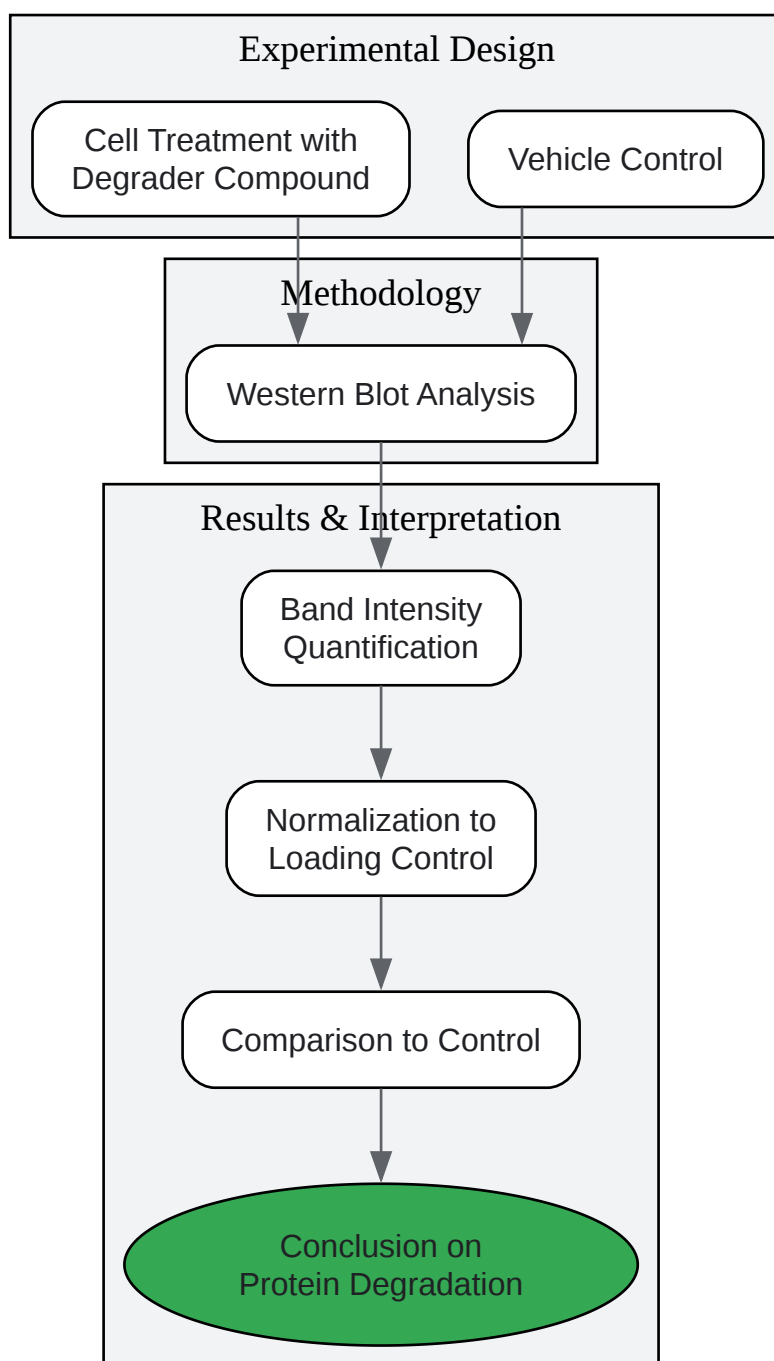 Experimental Design
Cell Treatment with
Degrader Compound
Vehicle Control
Methodology
Western Blot Analysis
Results & Interpretation
Band Intensity
Quantification
Normalization to
Loading Control
Comparison to Control
Conclusion on
Protein Degradation